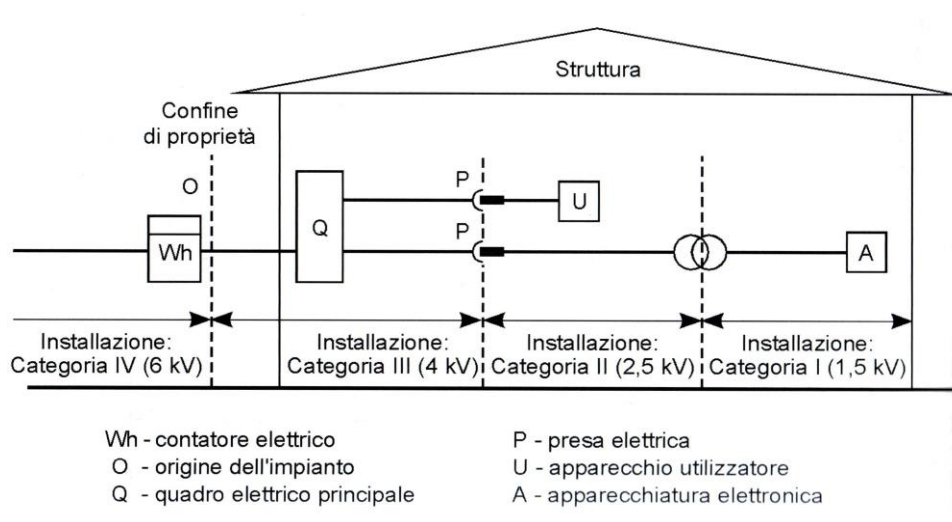 Struttura
Confine
di proprietà
O
P
U
Q
P
Wh
A
Installazione:
Categoria IV (6 kV)
Installazione:
Categoria III (4 kV)
Installazione:
Categoria II (2,5 kV)
Installazione:
Categoria I (1,5 kV)
Wh - contatore elettrico
O - origine dell'impianto
Q - quadro elettrico principale
P - presa elettrica
U - apparecchio utilizzatore
A - apparecchiatura elettronica